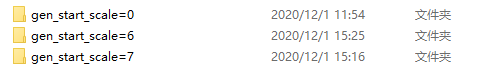 gen_start_scale=0 2020/12/1 11:54 文件夹
gen_start_scale=6 2020/12/1 15:25 文件夹
gen_start_scale=7 2020/12/1 15:16 文件夹